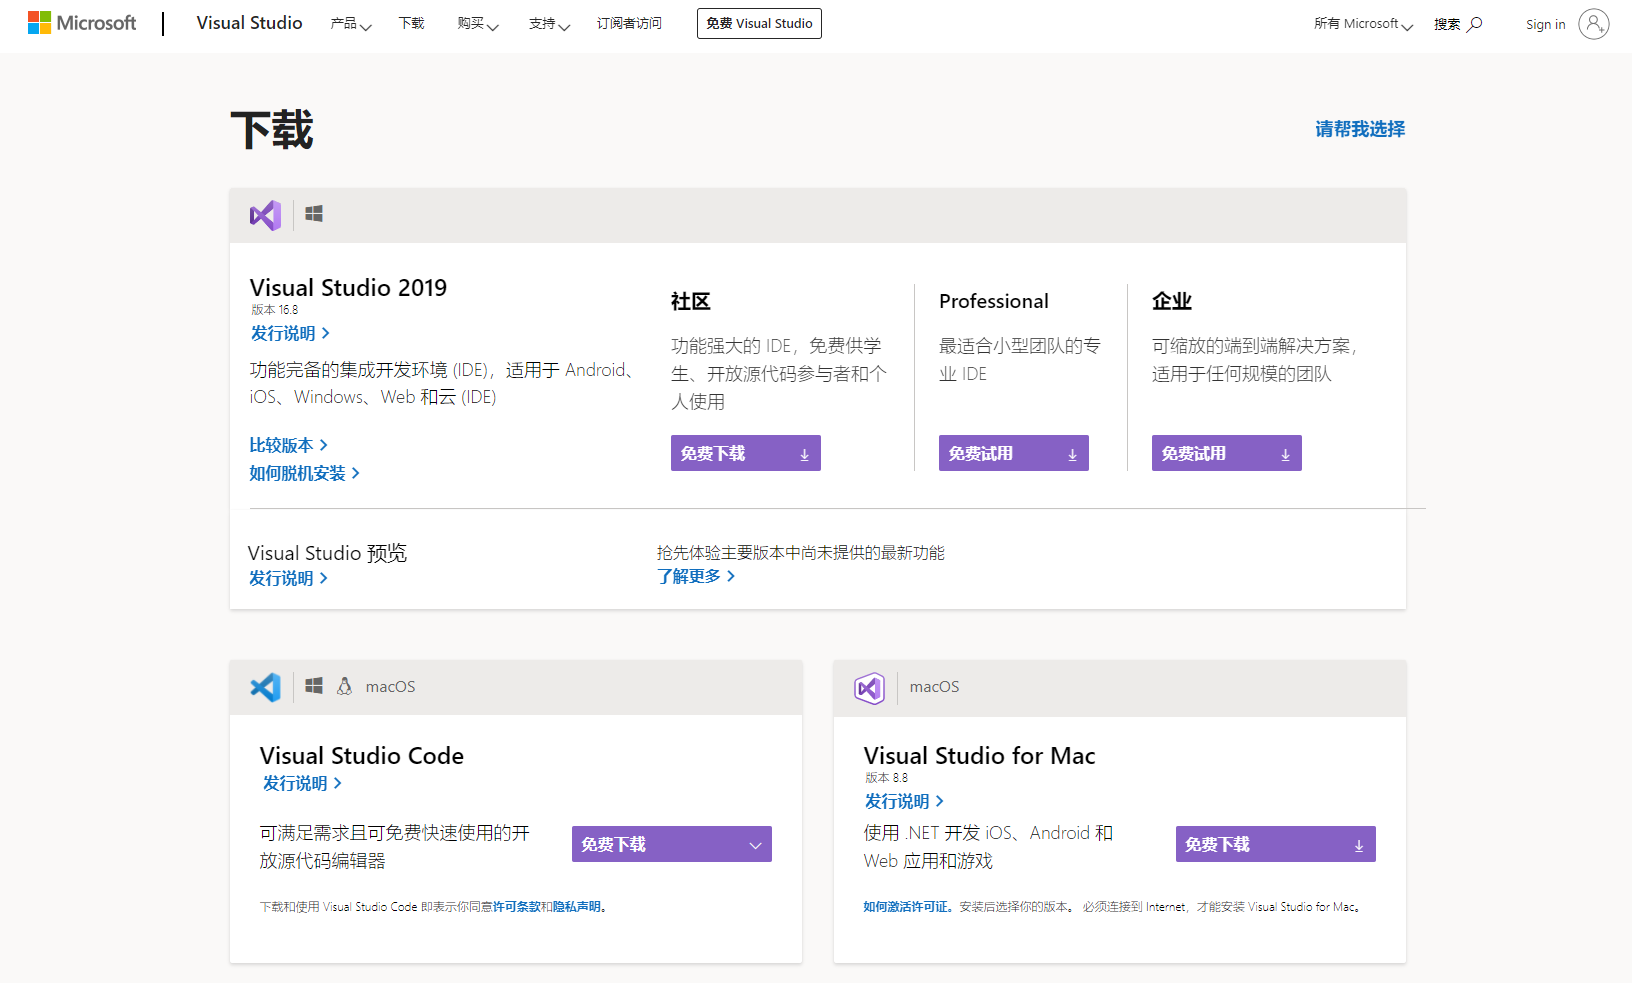 Microsoft
Visual Studio 产品 下载 购买 支持 订阅者访问 免费 Visual Studio 所有 Microsoft 搜索 Sign in
下载
请帮我选择
Visual Studio 2019
版本 16.8
发行说明
功能完备的集成开发环境 (IDE)，适用于 Android、
iOS、Windows、Web 和云 (IDE)
比较版本
如何脱机安装
社区
功能强大的 IDE，免费供学
生、开放源代码参与者和个
人使用
免费下载
Professional
最适合小型团队的专
业 IDE
免费试用
企业
可缩放的端到端解决方案，
适用于任何规模的团队
免费试用
Visual Studio 预览
发行说明
抢先体验主要版本中尚未提供的最新功能
了解更多
macOS
Visual Studio Code
发行说明
可满足需求且可免费快速使用的开
放源代码编辑器
免费下载
下载和使用 Visual Studio Code 即表示你同意许可条款和隐私声明。
macOS
Visual Studio for Mac
版本 8.8
发行说明
使用 .NET 开发 iOS、Android 和
Web 应用和游戏
免费下载
如何激活许可证。安装后选择你的版本。 必须连接到 Internet，才能安装 Visual Studio for Mac。